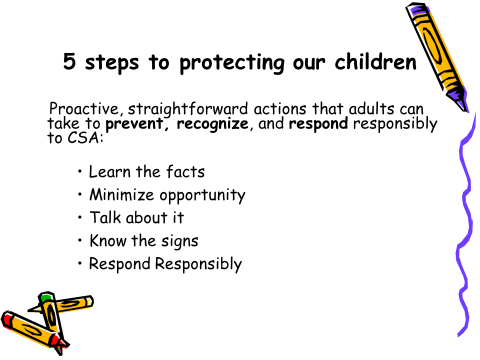 5 steps to protecting our children
Proactive, straightforward actions that adults can
take to prevent, recognize, and respond responsibly
to CSA:
• Learn the facts
• Minimize opportunity
• Talk about it
• Know the signs
• Respond Responsibly